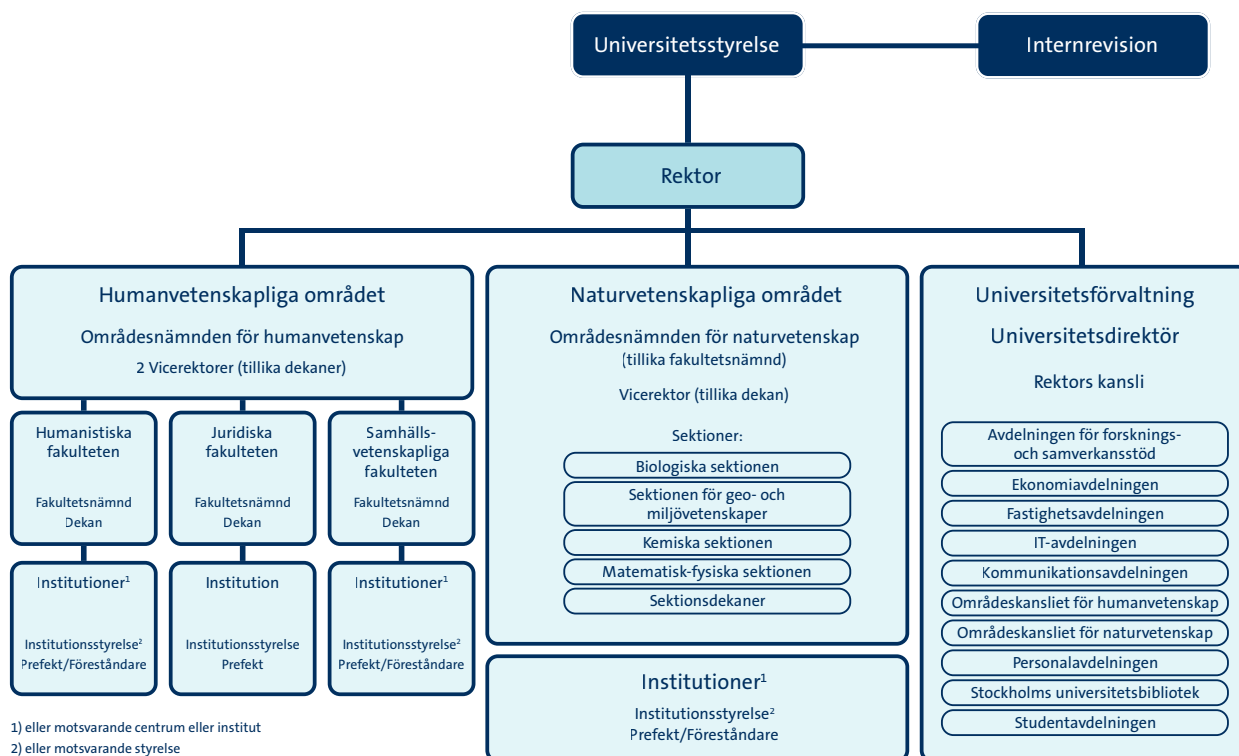 Universitetsstyrelse
Internrevision
Rektor
Humanvetenskapliga området
Områdesnämnden för humanvetenskap
2 Vicerektorer (tillika dekaner)
Humanistiska
fakulteten
Fakultetsnämnd
Dekan
Juridiska
fakulteten
Fakultetsnämnd
Dekan
Samhälls-
vetenskapliga
fakulteten
Fakultetsnämnd
Dekan
Institutioner¹
Institutionsstyrelse²
Prefekt/Föreståndare
Institution
Institutionsstyrelse
Prefekt
Institutioner¹
Institutionsstyrelse²
Prefekt/Föreståndare
Naturvetenskapliga området
Områdesnämnden för naturvetenskap
(tillika fakultetsnämnd)
Vicerektor (tillika dekan)
Sektioner:
Biologiska sektionen
Sektionen för geo- och
miljövetenskaper
Kemiska sektionen
Matematisk-fysiska sektionen
Sektionsdekaner
Institutioner¹
Institutionsstyrelse²
Prefekt/Föreståndare
Universitetsförvaltning
Universitetsdirektör
Rektors kansli
Avdelningen för forsknings-
och samverkansstöd
Ekonomiavdelningen
Fastighetsavdelningen
IT-avdelningen
Kommunikationsavdelningen
Områdeskansliet för humanvetenskap
Områdeskansliet för naturvetenskap
Personalavdelningen
Stockholms universitetsbibliotek
Studentavdelningen
1) eller motsvarande centrum eller institut
2) eller motsvarande styrelse